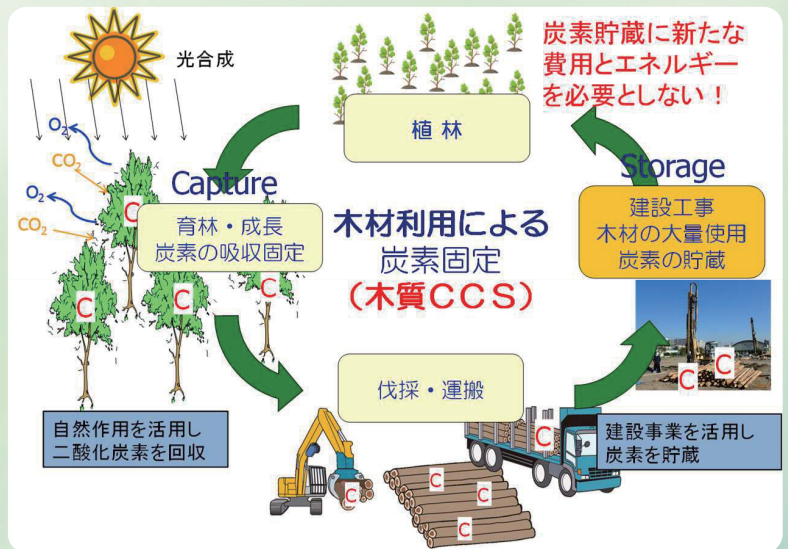 光合成
炭素貯蔵に新たな
費用とエネルギー
を必要としない！
植林
O₂
CO₂
O₂
CO₂
Capture
育林・成長
炭素の吸収固定
木材利用による
炭素固定
（木質CCS）
Storage
建設工事
木材の大量使用
炭素の貯蔵
C
C
C
C
C
C
伐採・運搬
自然作用を活用し
二酸化炭素を回収
建設事業を活用し
炭素を貯蔵
C
C
C
C
C